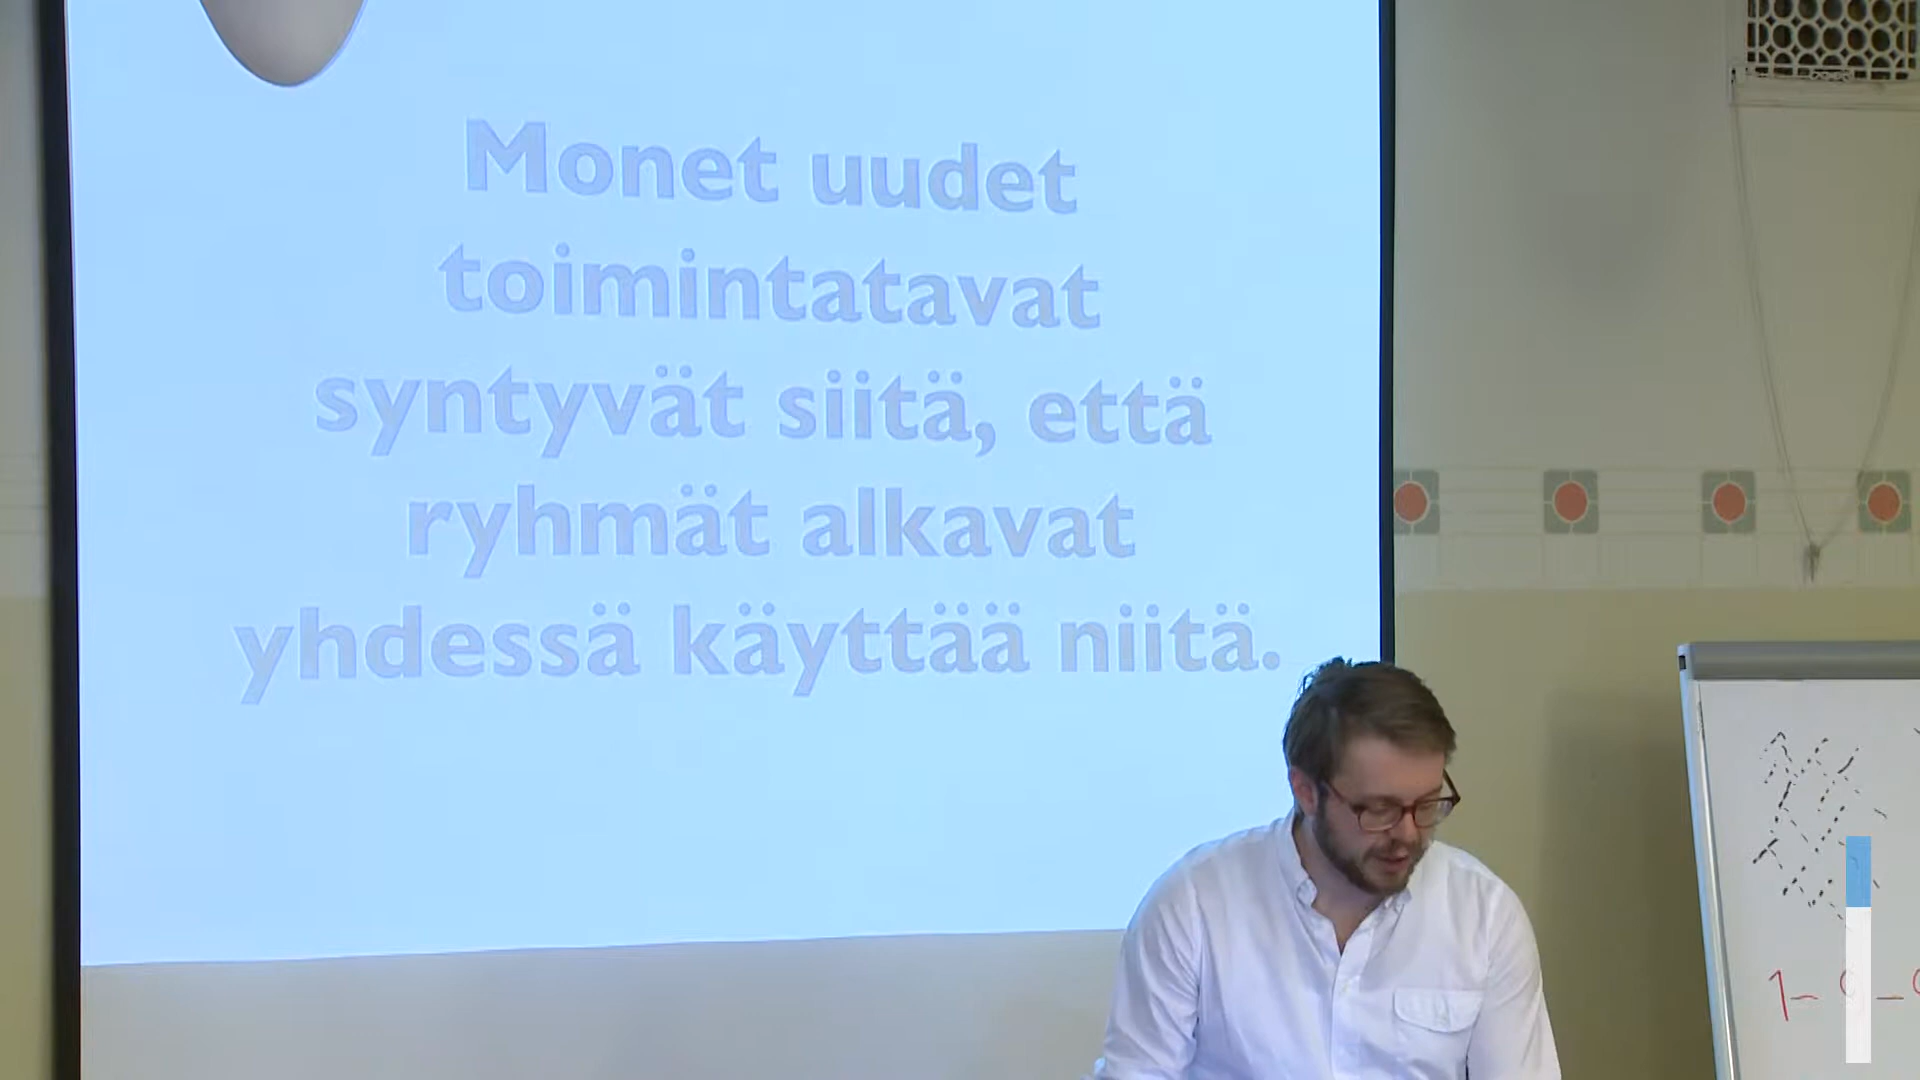 Monet uudet
toimintatavat
syntyvät siitä, että
ryhmät alkavat
yhdessä käyttää niitä.